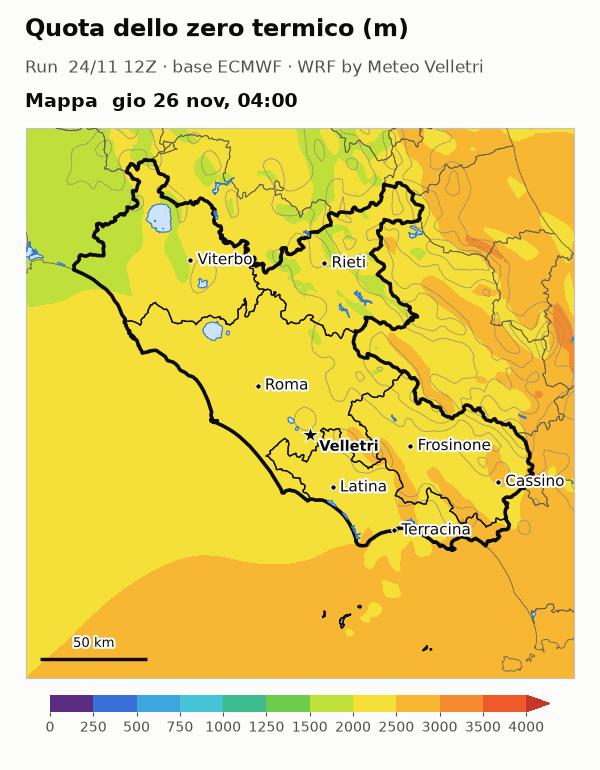 Quota dello zero termico (m)
Run  24/11 12Z · base ECMWF · WRF by Meteo Velletri
Mappa  gio 26 nov, 04:00
Viterbo
Rieti
Roma
Velletri
Frosinone
Latina
Cassino
Terracina
50 km
0 250 500 750 1000 1250 1500 2000 2500 3000 3500 4000